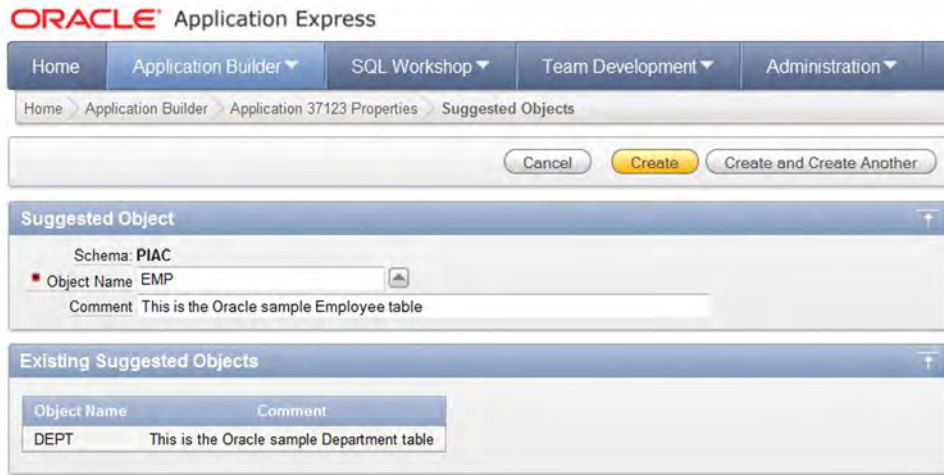 ORACLE Application Express
Home Application Builder SQL Workshop Team Development Administration
Home Application Builder Application 37123 Properties Suggested Objects
Cancel Create Create and Create Another
Suggested Object
Schema: PIAC
* Object Name EMP
Comment This is the Oracle sample Employee table
Existing Suggested Objects
Object Name Comment
DEPT This is the Oracle sample Department table